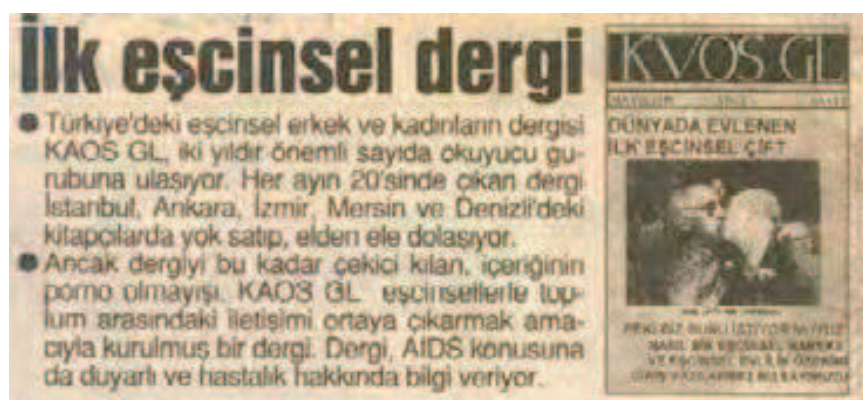 İlk eşcinsel dergi
● Türkiye'deki eşcinsel erkek ve kadınların dergisi
KAOS GL, iki yıldır önemli sayıda okuyucu gu-
rubuna ulaşıyor. Her ayın 20'sinde çıkan dergi
İstanbul, Ankara, İzmir, Mersin ve Denizli'deki
kitapçılarda yok satıp, elden ele dolaşıyor.
● Ancak dergiyi bu kadar çekici kılan, içeriğinin
porno olmayışı. KAOS GL eşcinsellerle top-
lum arasındaki iletişimi ortaya çıkarmak ama-
cıyla kurulmuş bir dergi. Dergi, AIDS konusuna
da duyarlı ve hastalık hakkında bilgi veriyor.
KVOS GL
DÜNYADA EVLENEN
İLK EŞCİNSEL ÇİFT